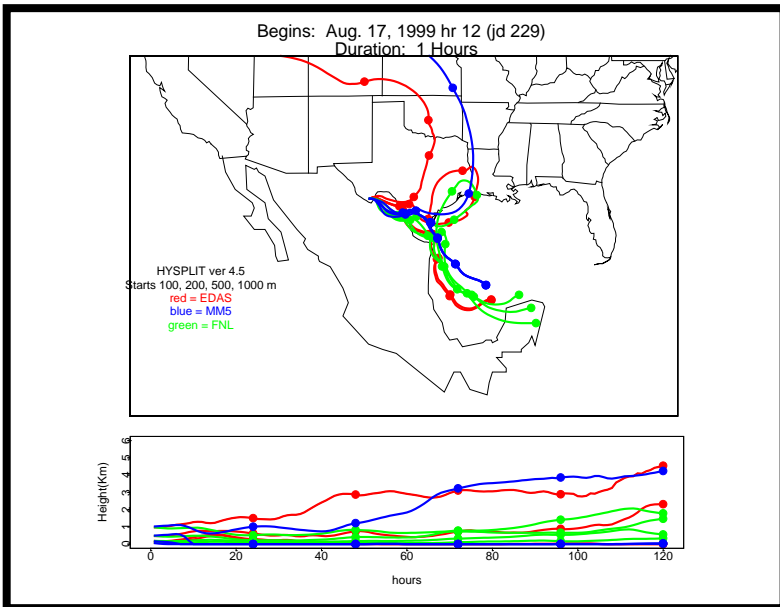 Begins: Aug. 17, 1999 hr 12 (jd 229)
Duration: 1 Hours
HYSPLIT ver 4.5
Starts 100, 200, 500, 1000 m
red = EDAS
blue = MM5
green = FNL
Height(Km)
6
5
4
3
2
1
0
0 20 40 60 80 100 120
hours